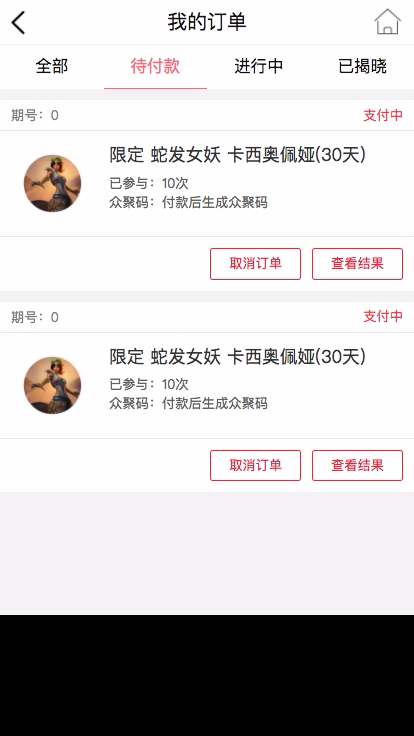 我的订单
全部 待付款 进行中 已揭晓
期号：0 支付中
限定 蛇发女妖 卡西奥佩娅(30天)
已参与：10次
众聚码：付款后生成众聚码
取消订单 查看结果
期号：0 支付中
限定 蛇发女妖 卡西奥佩娅(30天)
已参与：10次
众聚码：付款后生成众聚码
取消订单 查看结果